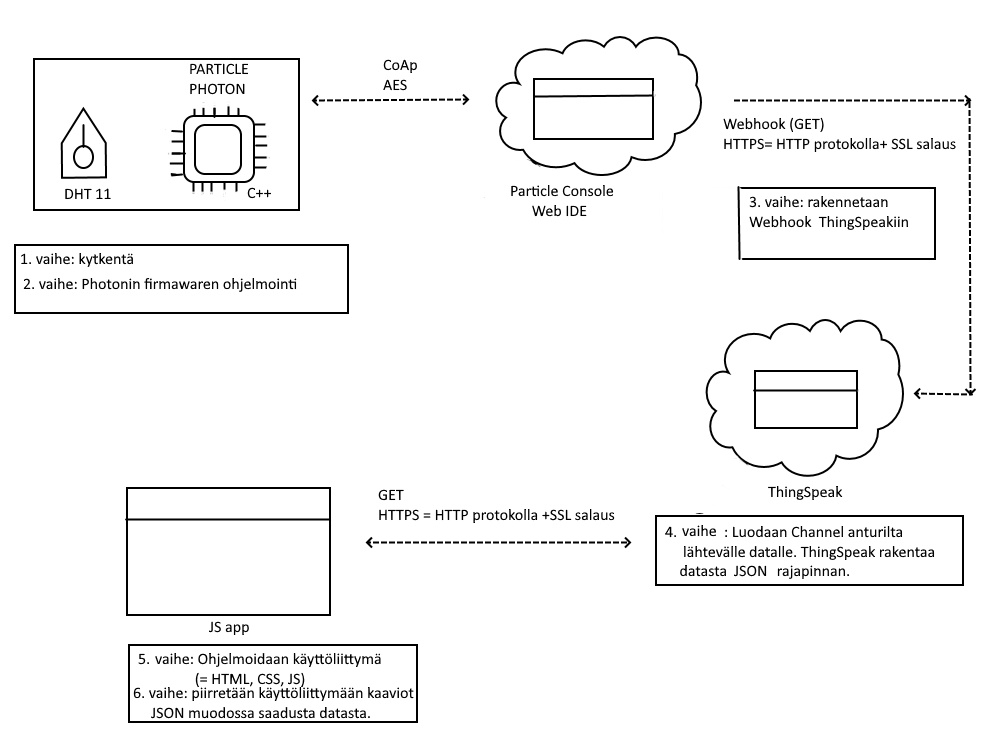 PARTICLE
PHOTON
DHT 11
C++
CoAp
AES
Particle Console
Web IDE
Webhook (GET)
HTTPS= HTTP protokolla+ SSL salaus
1. vaihe: kytkentä
2. vaihe: Photonin firmawaren ohjelmointi
3. vaihe: rakennetaan
Webhook ThingSpeakiin
ThingSpeak
4. vaihe : Luodaan Channel anturilta
lähtevälle datalle. ThingSpeak rakentaa
datasta JSON rajapinnan.
GET
HTTPS = HTTP protokolla +SSL salaus
JS app
5. vaihe: Ohjelmoidaan käyttöliittymä
(= HTML, CSS, JS)
6. vaihe: piirretään käyttöliittymään kaaviot
JSON muodossa saadusta datasta.